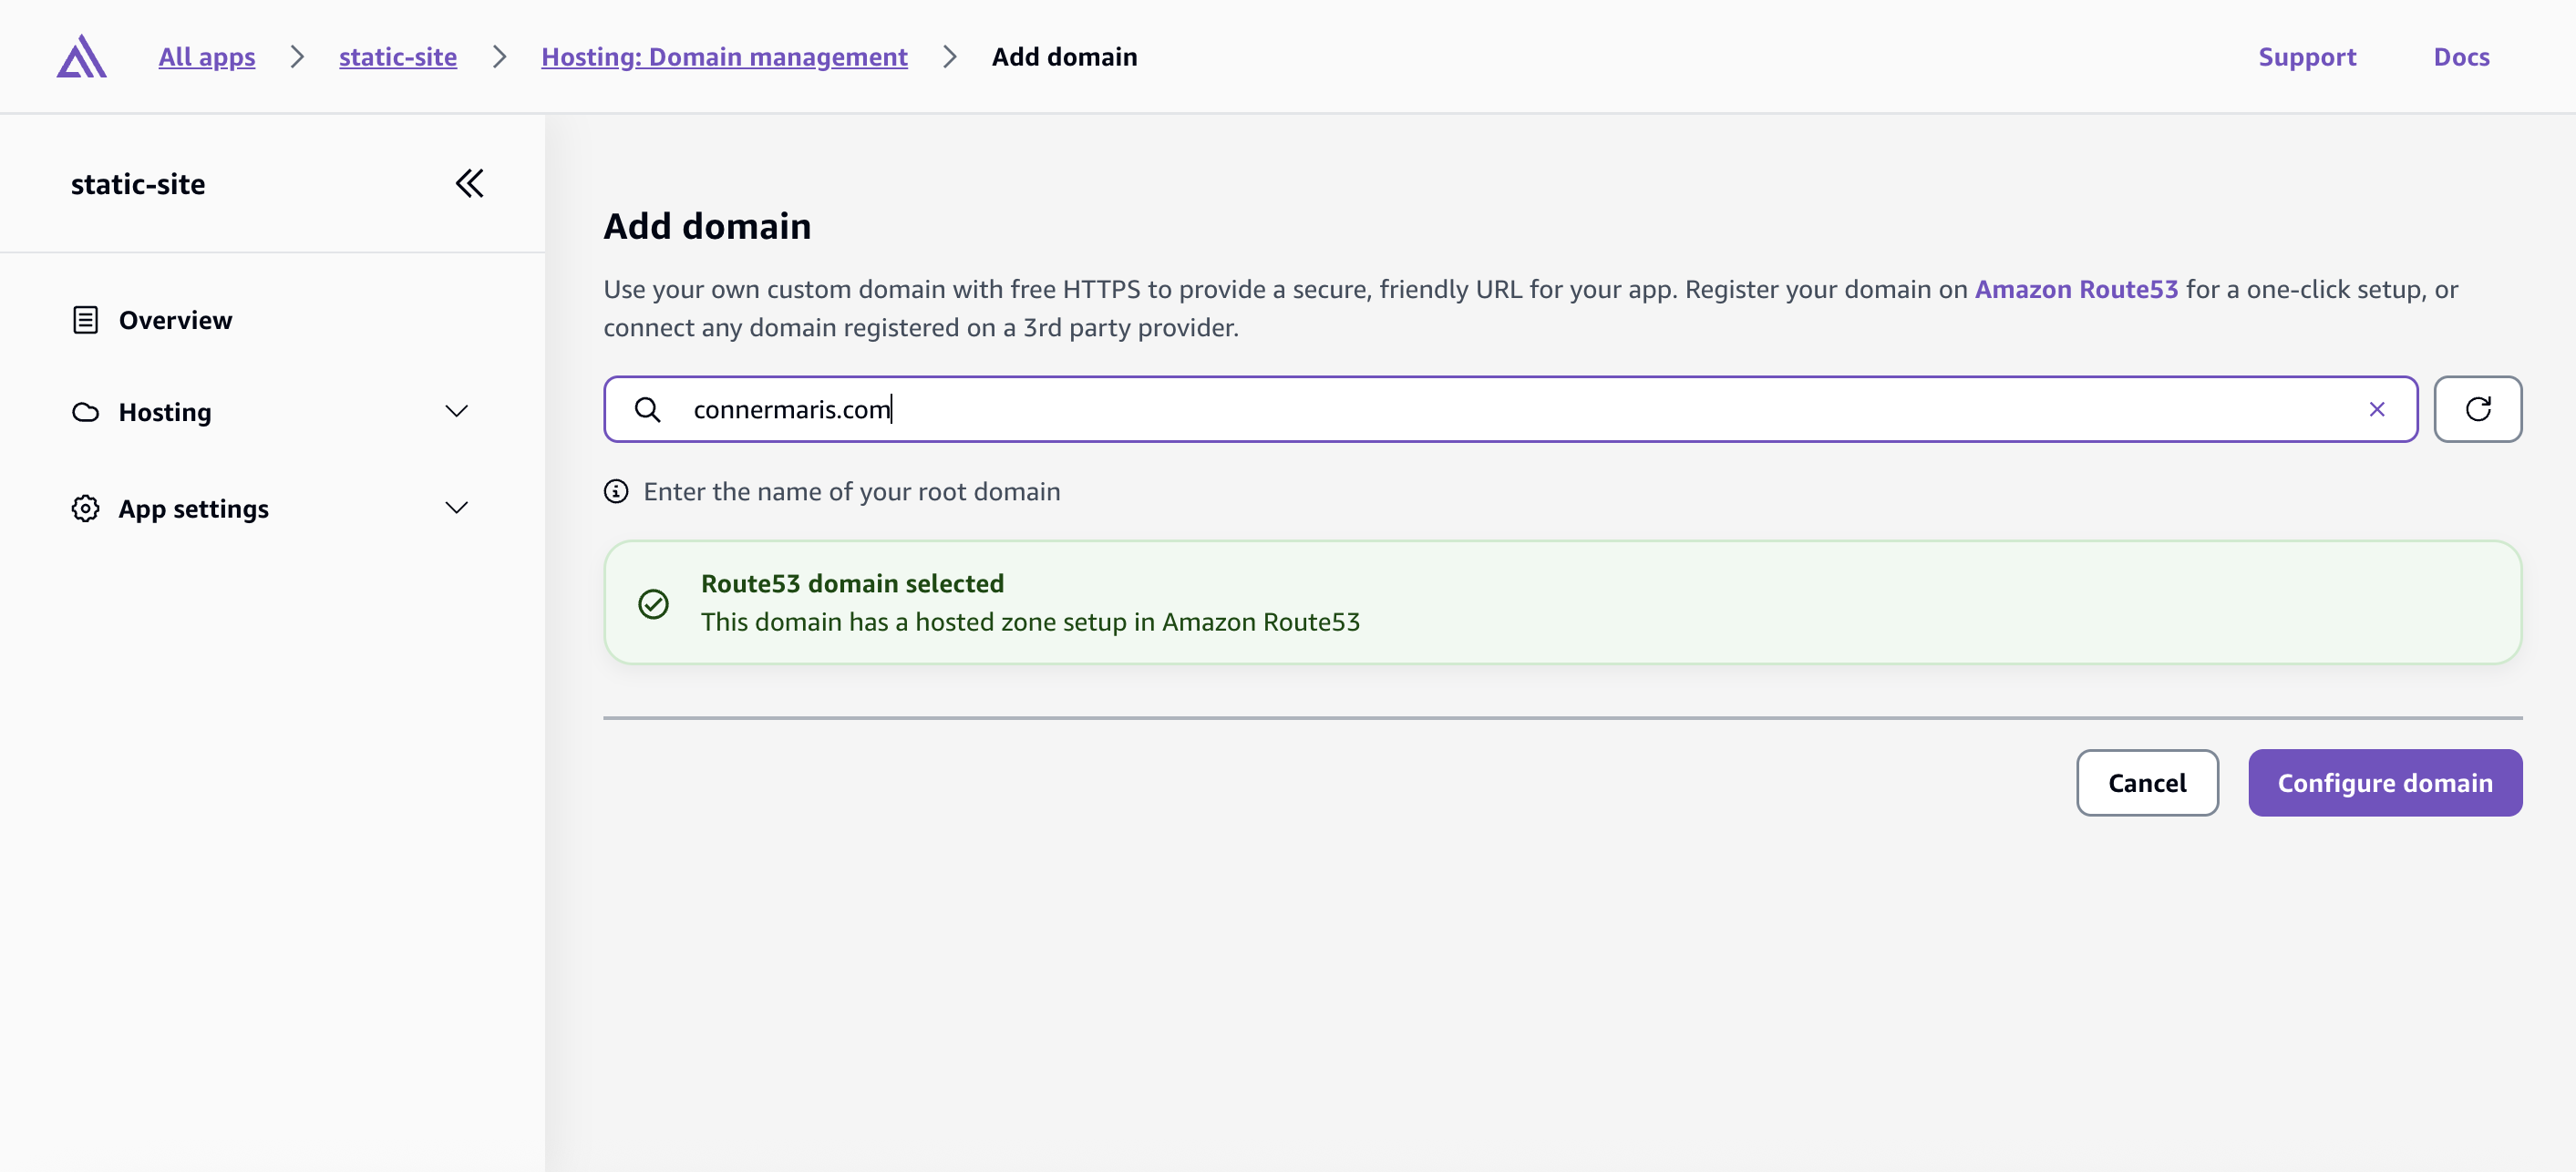 All apps
static-site
Hosting: Domain management
Add domain
Support
Docs
static-site
Overview
Hosting
App settings
Add domain
Use your own custom domain with free HTTPS to provide a secure, friendly URL for your app. Register your domain on Amazon Route53 for a one-click setup, or
connect any domain registered on a 3rd party provider.
connermaris.com
Enter the name of your root domain
Route53 domain selected
This domain has a hosted zone setup in Amazon Route53
Cancel
Configure domain